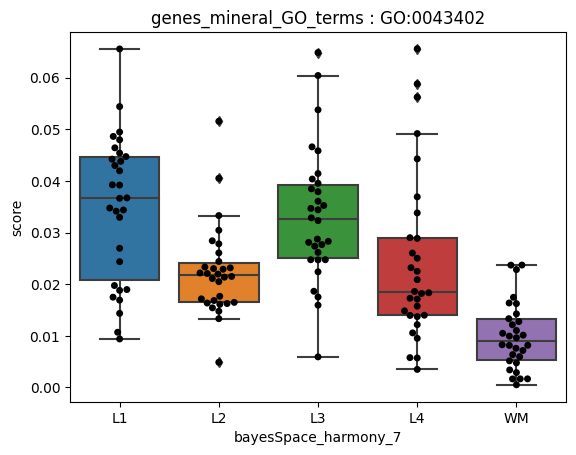 genes_mineral_GO_terms : GO:0043402
score
0.06
0.05
0.04
0.03
0.02
0.01
0.00
L1 L2 L3 L4 WM
bayesSpace_harmony_7